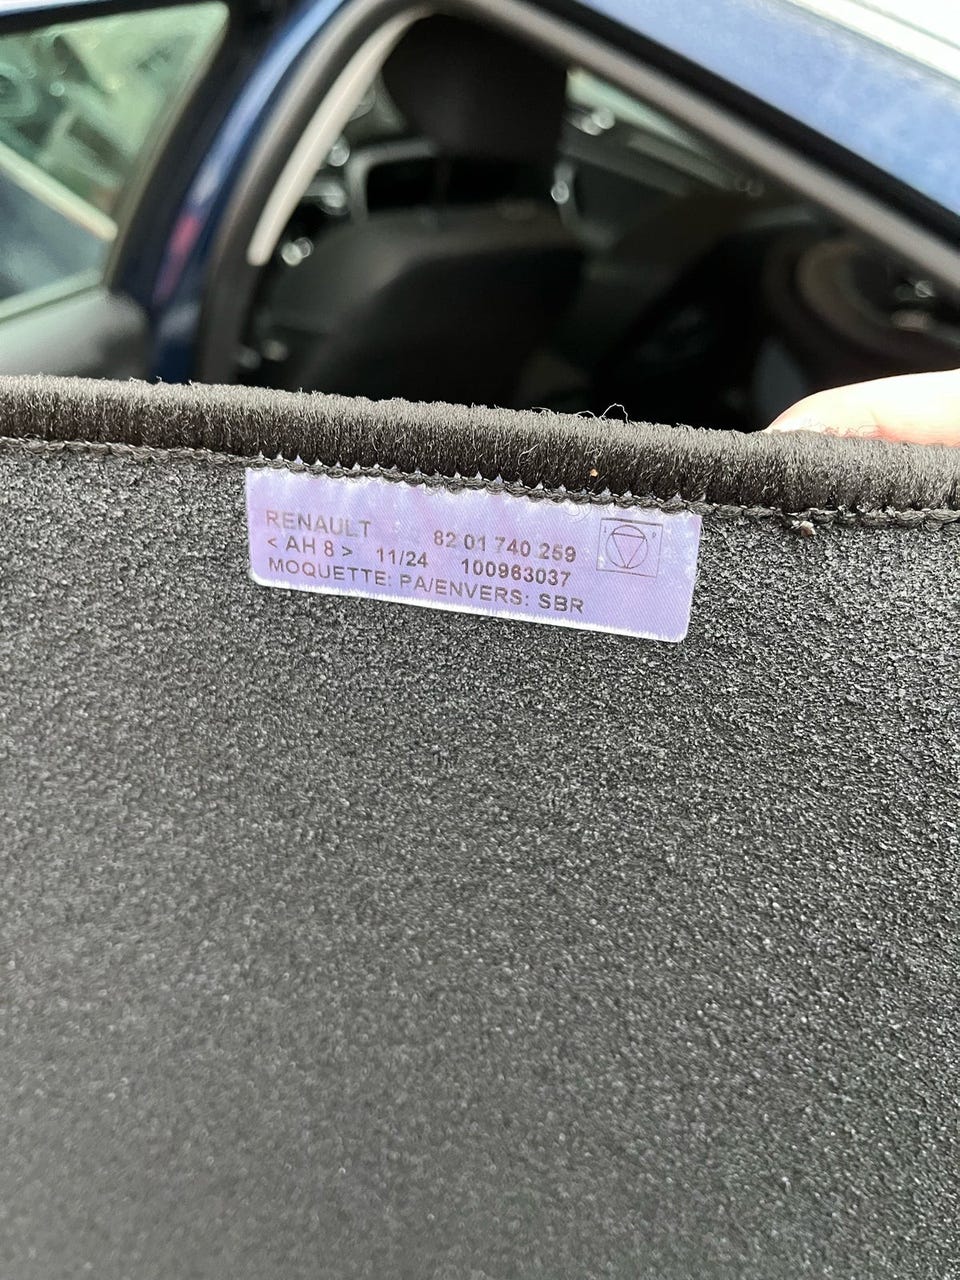 RENAULT 82 01 740 259
< AH 8 > 11/24 100963037
MOQUETTE: PA/ENVERS: SBR